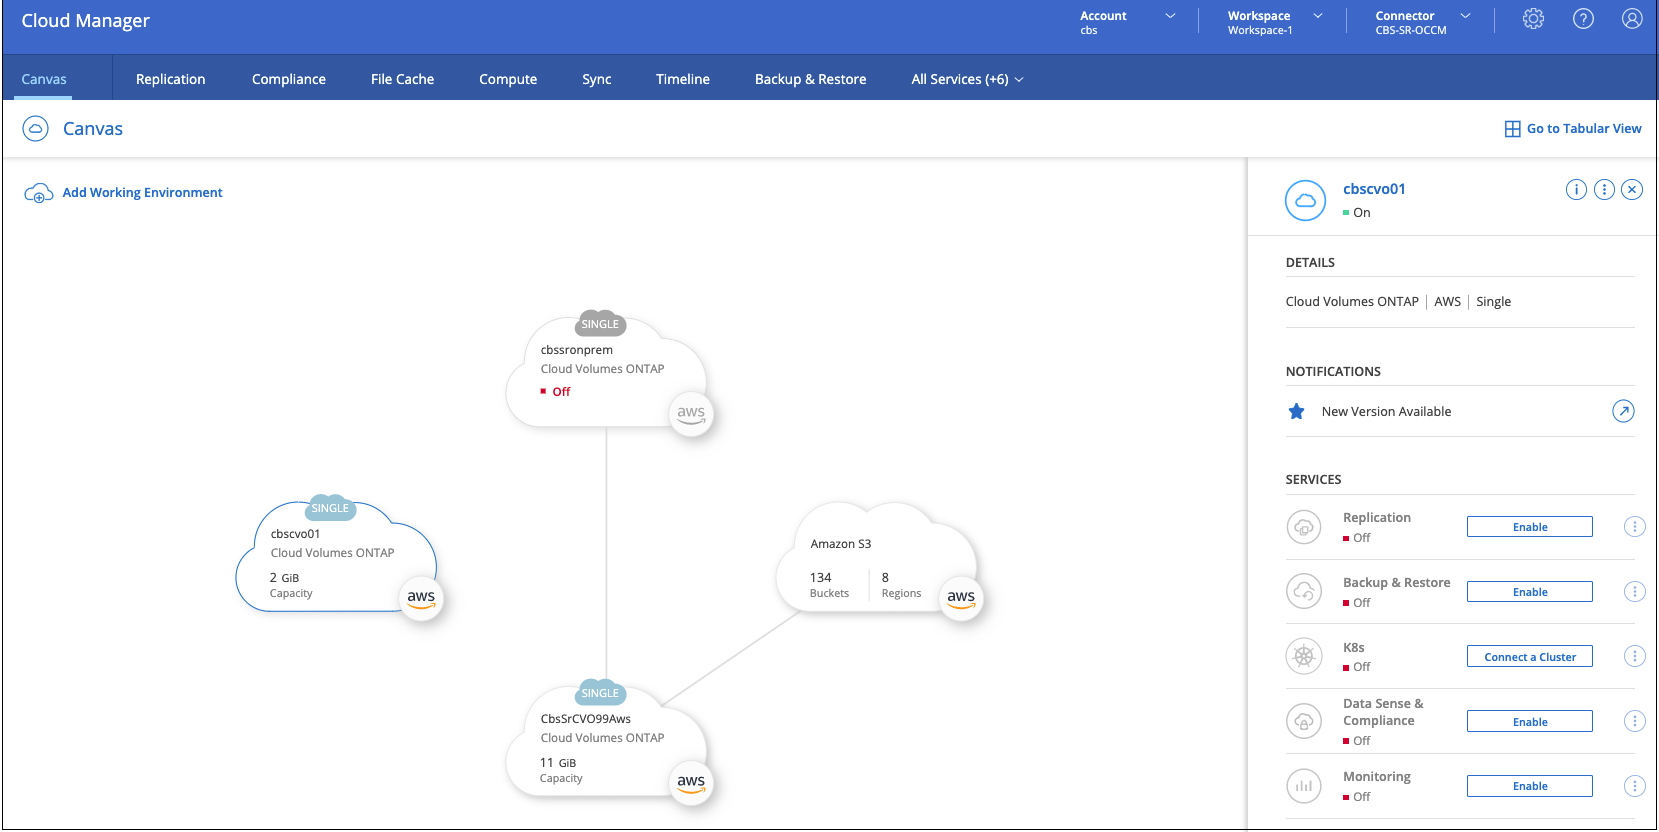 Cloud Manager
Account
cbs
Workspace
Workspace-1
Connector
CBS-SR-OCCM
Canvas
Replication
Compliance
File Cache
Compute
Sync
Timeline
Backup & Restore
All Services (+6)
Canvas
Go to Tabular View
Add Working Environment
SINGLE
cbssronprem
Cloud Volumes ONTAP
Off
aws
SINGLE
cbscvo01
Cloud Volumes ONTAP
2 GiB
Capacity
aws
Amazon S3
134
Buckets
8
Regions
aws
SINGLE
CbsSrCVO99Aws
Cloud Volumes ONTAP
11 GiB
Capacity
aws
cbscvo01
On
DETAILS
Cloud Volumes ONTAP | AWS | Single
NOTIFICATIONS
New Version Available
SERVICES
Replication
Off
Enable
Backup & Restore
Off
Enable
K8s
Off
Connect a Cluster
Data Sense &
Compliance
Off
Enable
Monitoring
Off
Enable